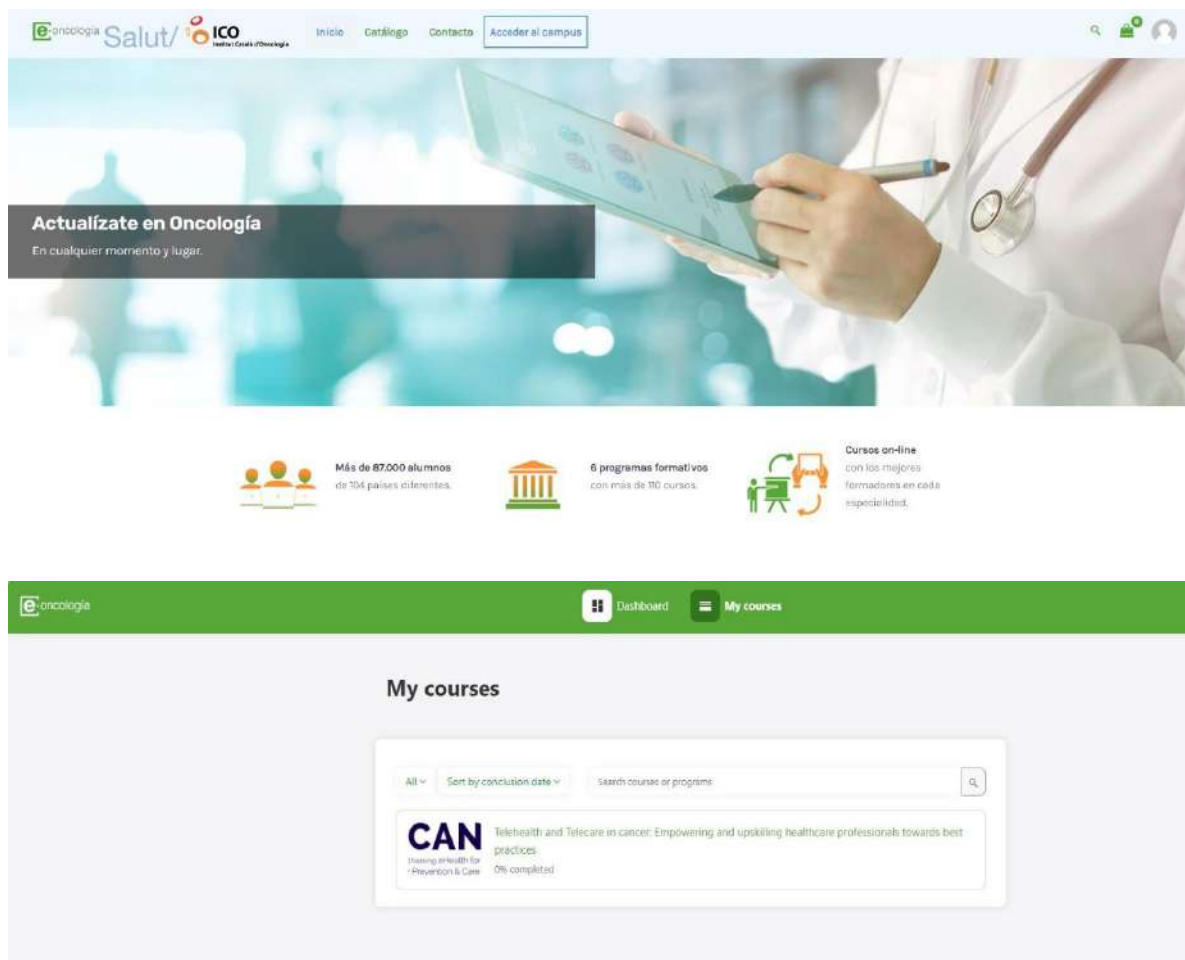 e-oncología Salut/ ICO
Institut Català d'Oncologia
Inicio Catálogo Contacto Acceder al campus
0
Actualízate en Oncología
En cualquier momento y lugar.
Más de 87.000 alumnos
de 104 países diferentes.
6 programas formativos
con más de 110 cursos.
Cursos on-line
con los mejores
formadores en cada
especialidad.
e-oncología Dashboard My courses
My courses
All Sort by conclusion date Search courses or programs
CAN
Training eHealth for
Prevention & Care
Telehealth and Telecare in cancer: Empowering and upskilling healthcare professionals towards best
practices
0% completed